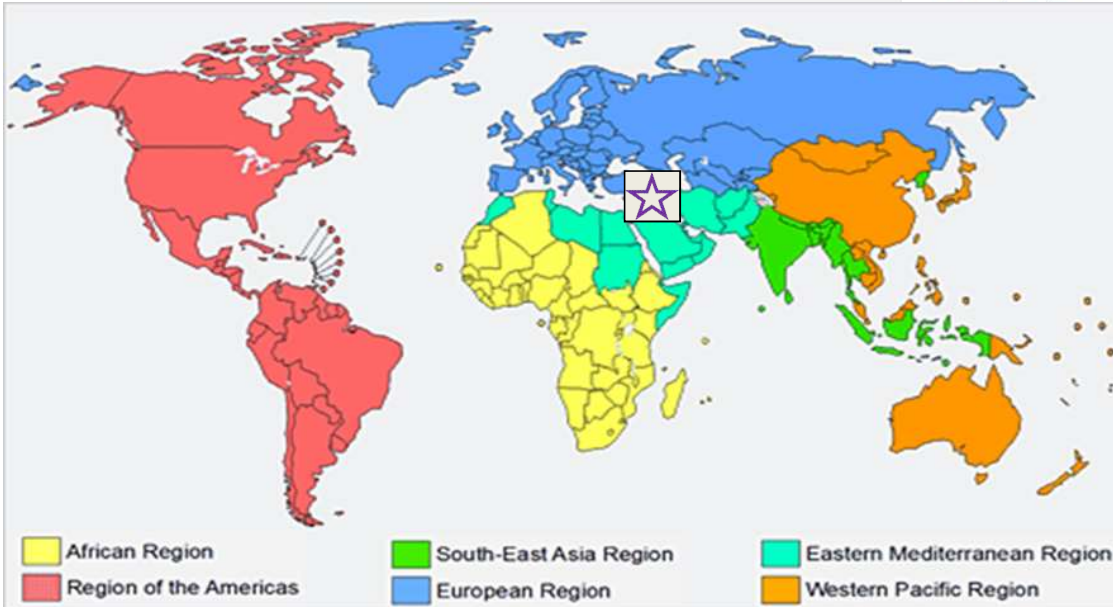 African Region
South-East Asia Region
Eastern Mediterranean Region
Region of the Americas
European Region
Western Pacific Region